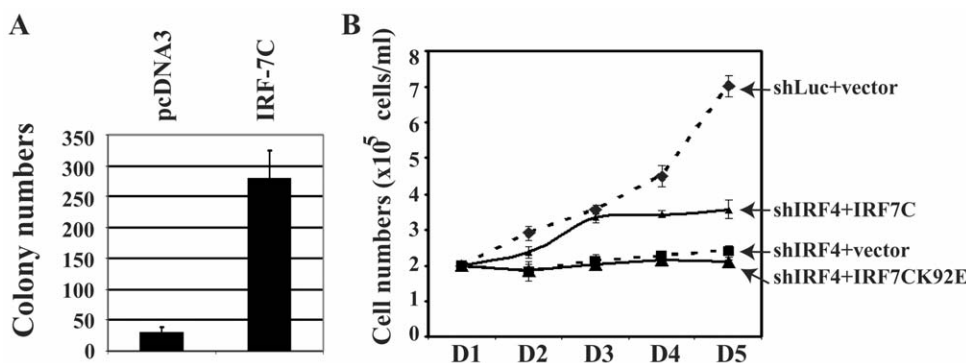 A
pcDNA3
IRF-7C
Colony numbers
350
300
250
200
150
100
50
0
B
Cell numbers (x10⁵ cells/ml)
8
7
6
5
4
3
2
1
0
D1 D2 D3 D4 D5
shLuc+vector
shIRF4+IRF7C
shIRF4+vector
shIRF4+IRF7CK92E